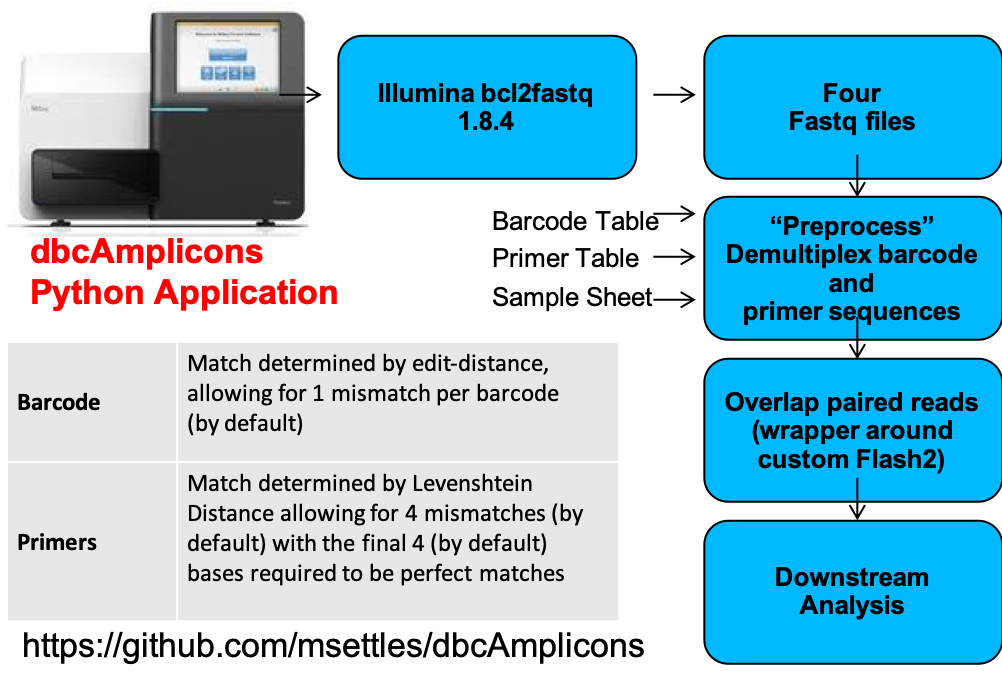 Illumina bcl2fastq
1.8.4
Four
Fastq files
dbcAmplicons
Python Application
Barcode Table
Primer Table
Sample Sheet
“Preprocess”
Demultiplex barcode
and
primer sequences
Barcode
Match determined by edit-distance,
allowing for 1 mismatch per barcode
(by default)
Primers
Match determined by Levenshtein
Distance allowing for 4 mismatches (by
default) with the final 4 (by default)
bases required to be perfect matches
Overlap paired reads
(wrapper around
custom Flash2)
Downstream
Analysis
https://github.com/msettles/dbcAmplicons